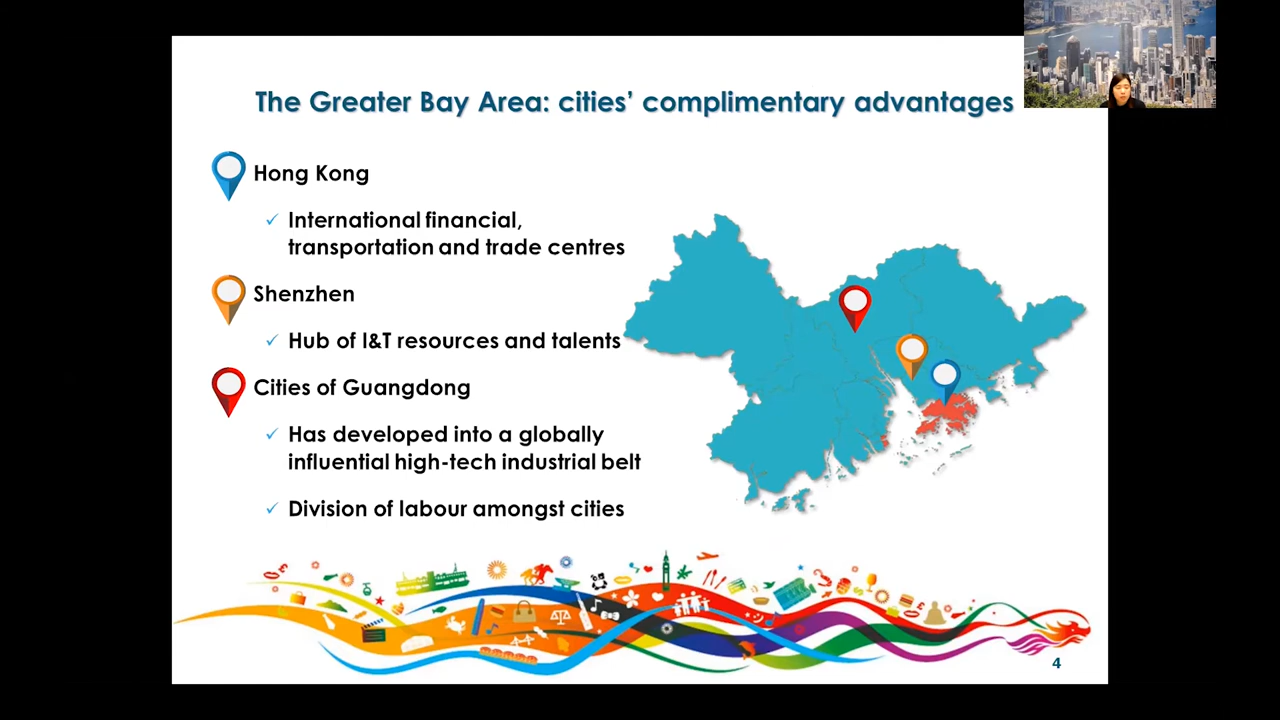 The Greater Bay Area: cities’ complimentary advantages
Hong Kong
✓ International financial,
transportation and trade centres
Shenzhen
✓ Hub of I&T resources and talents
Cities of Guangdong
✓ Has developed into a globally
influential high-tech industrial belt
✓ Division of labour amongst cities
4